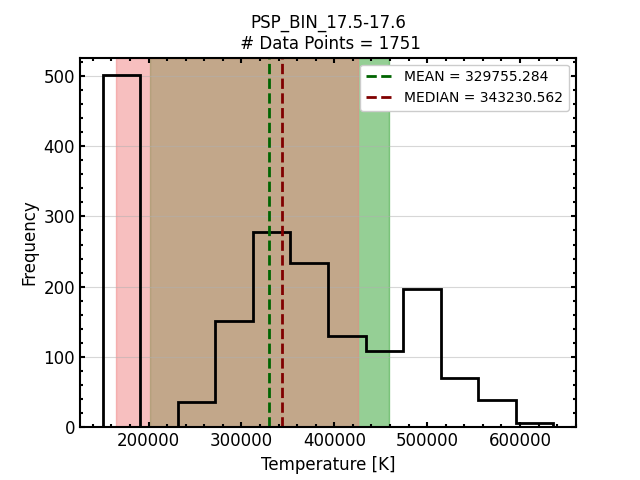 PSP_BIN_17.5-17.6
# Data Points = 1751
MEAN = 329755.284
MEDIAN = 343230.562
Frequency
500
400
300
200
100
0
200000 300000 400000 500000 600000
Temperature [K]